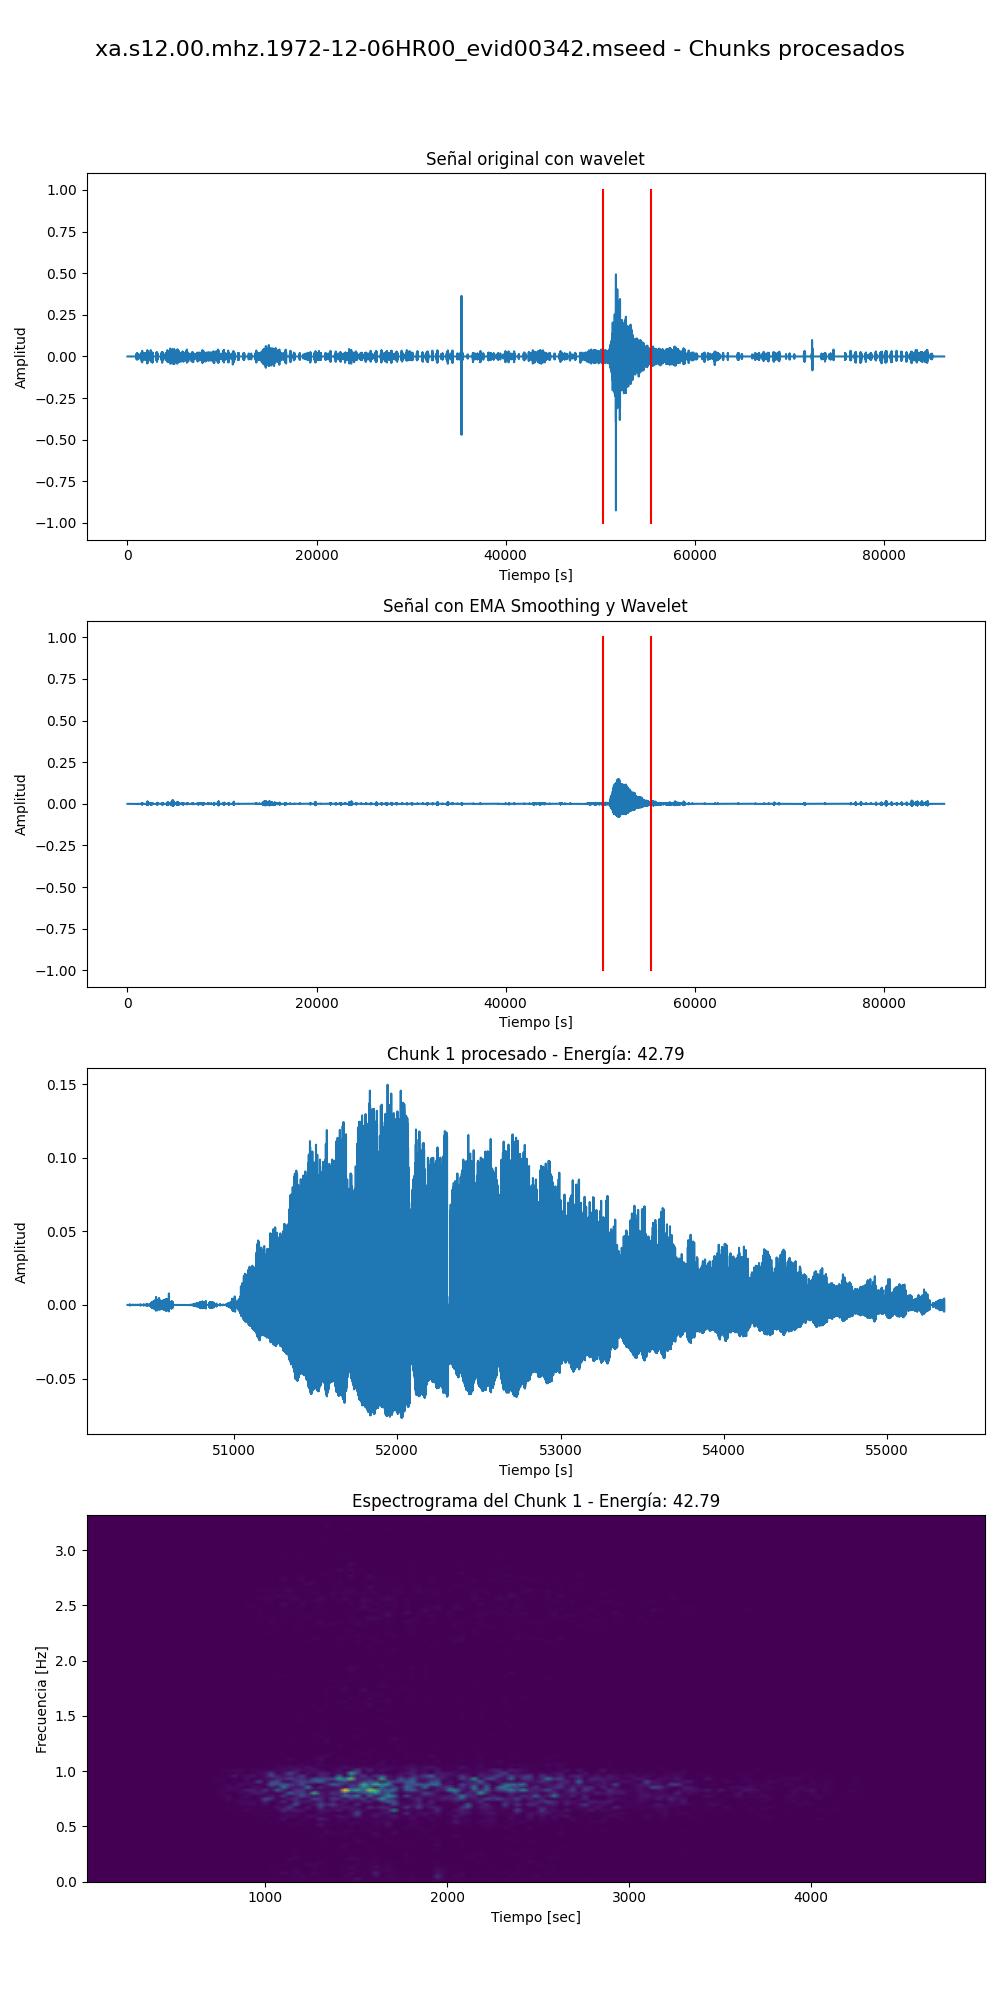 xa.s12.00.mhz.1972-12-06HR00_evid00342.mseed - Chunks procesados
Señal original con wavelet
1.00
0.75
0.50
0.25
0.00
−0.25
−0.50
−0.75
−1.00
Amplitud
0 20000 40000 60000 80000
Tiempo [s]
Señal con EMA Smoothing y Wavelet
1.00
0.75
0.50
0.25
0.00
−0.25
−0.50
−0.75
−1.00
Amplitud
0 20000 40000 60000 80000
Tiempo [s]
Chunk 1 procesado - Energía: 42.79
0.15
0.10
0.05
0.00
−0.05
Amplitud
51000 52000 53000 54000 55000
Tiempo [s]
Espectrograma del Chunk 1 - Energía: 42.79
3.0
2.5
2.0
1.5
1.0
0.5
0.0
Frecuencia [Hz]
1000 2000 3000 4000
Tiempo [sec]